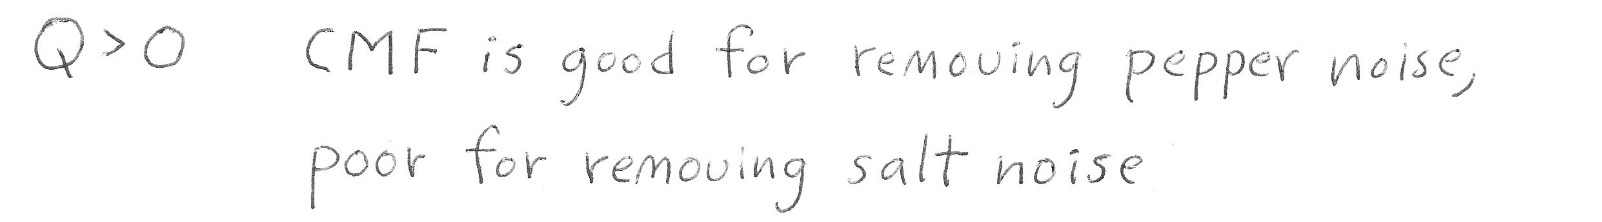 Q>0 CMF is good for removing pepper noise,
poor for removing salt noise